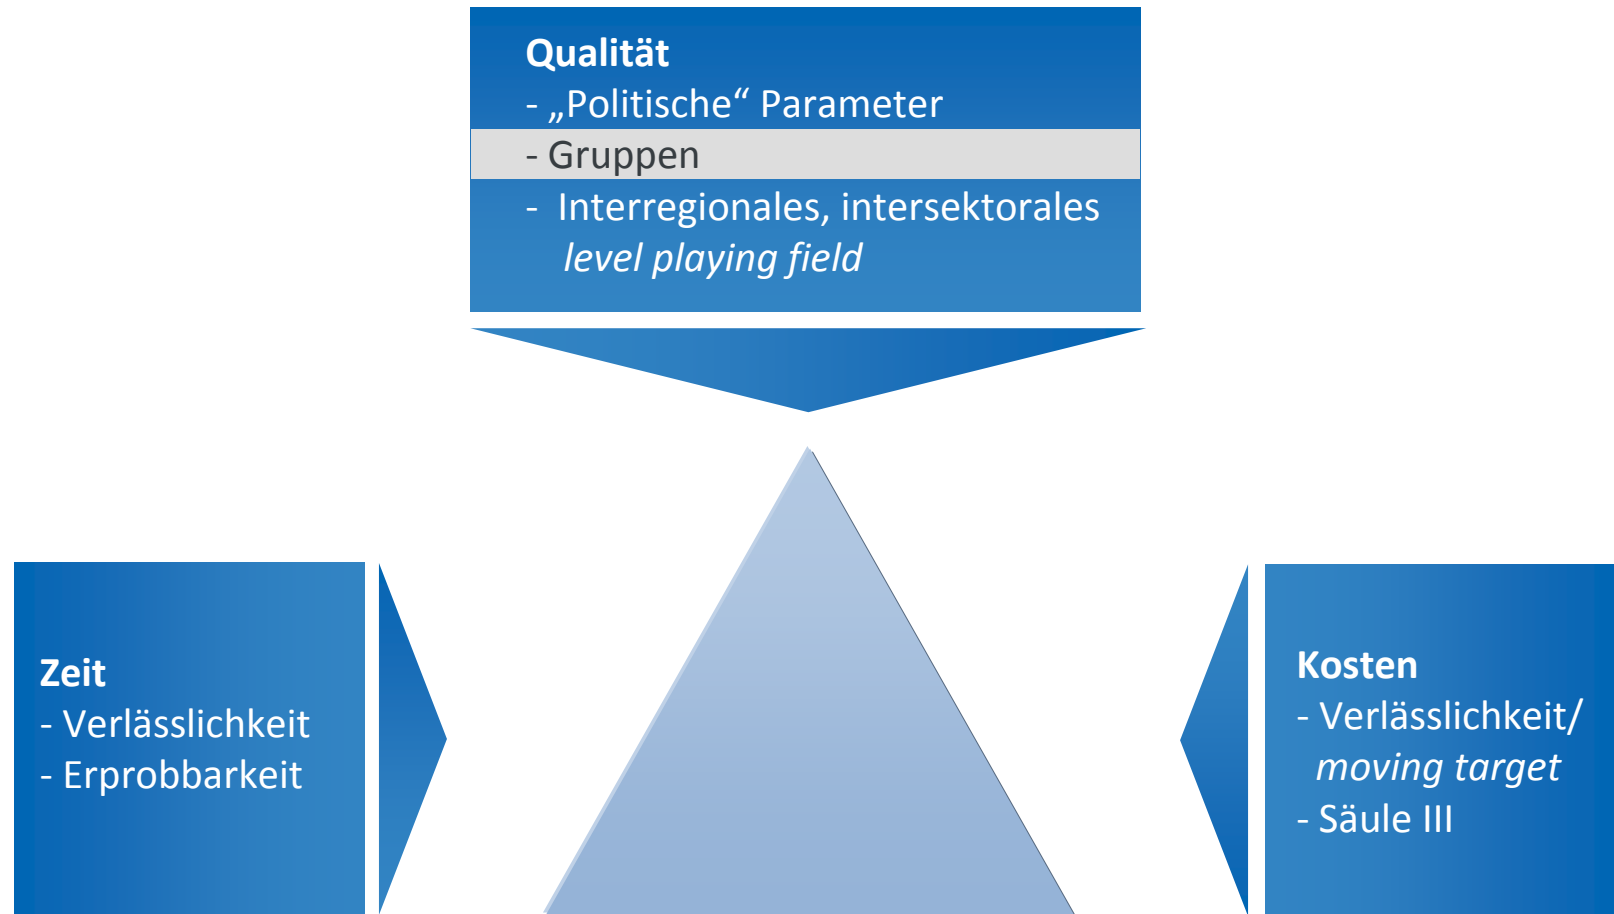 Qualität
- „Politische“ Parameter
- Gruppen
- Interregionales, intersektorales
level playing field
Zeit
- Verlässlichkeit
- Erprobbarkeit
Kosten
- Verlässlichkeit/
moving target
- Säule III